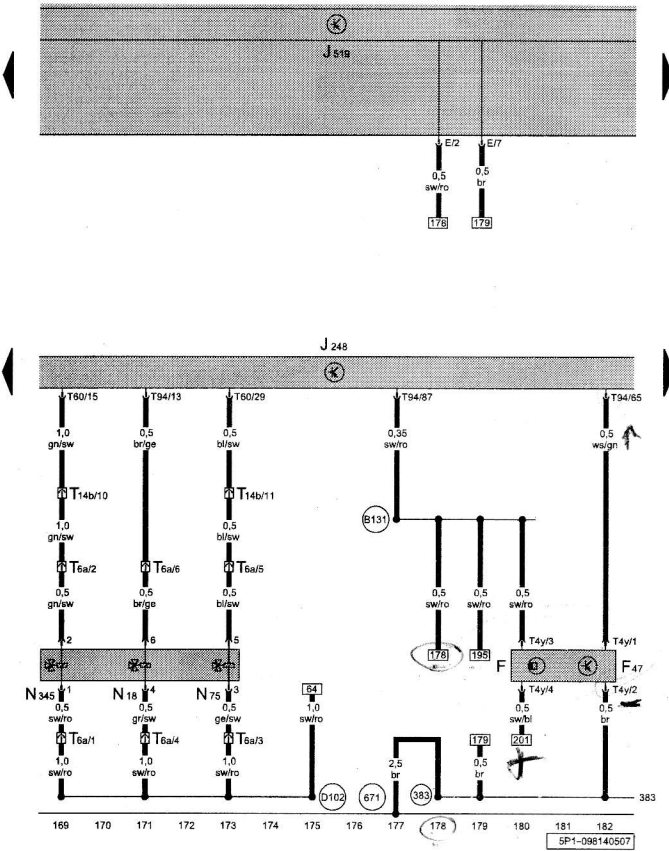 J 519
E/2 E/7
0,5 0,5
sw/ro br
178 179
J 248
T60/15 T94/13 T60/29 T94/87 T94/65
1,0 0,5 0,5 0,35 0,5
gn/sw br/ge bl/sw sw/ro ws/gn
T14b/10 T14b/11
1,0 0,5
gn/sw bl/sw
B131
T6a/2 T6a/6 T6a/5
0,5 0,5 0,5 0,5 0,5 0,5
gn/sw br/ge bl/sw sw/ro sw/ro sw/ro
2 6 5 T4y/3 T4y/1
178 195
F F47
N345 N18 N75
1 4 3 T4y/4 T4y/2
64
0,5 0,5 0,5 1,0 0,5 0,5
sw/ro gr/sw ge/sw sw/ro sw/bl br
T6a/1 T6a/4 T6a/3 179 201
1,0 1,0 1,0 2,5 0,5
sw/ro sw/ro sw/ro br br
D102 671 383 383
169 170 171 172 173 174 175 176 177 178 179 180 181 182
5P1-098140507